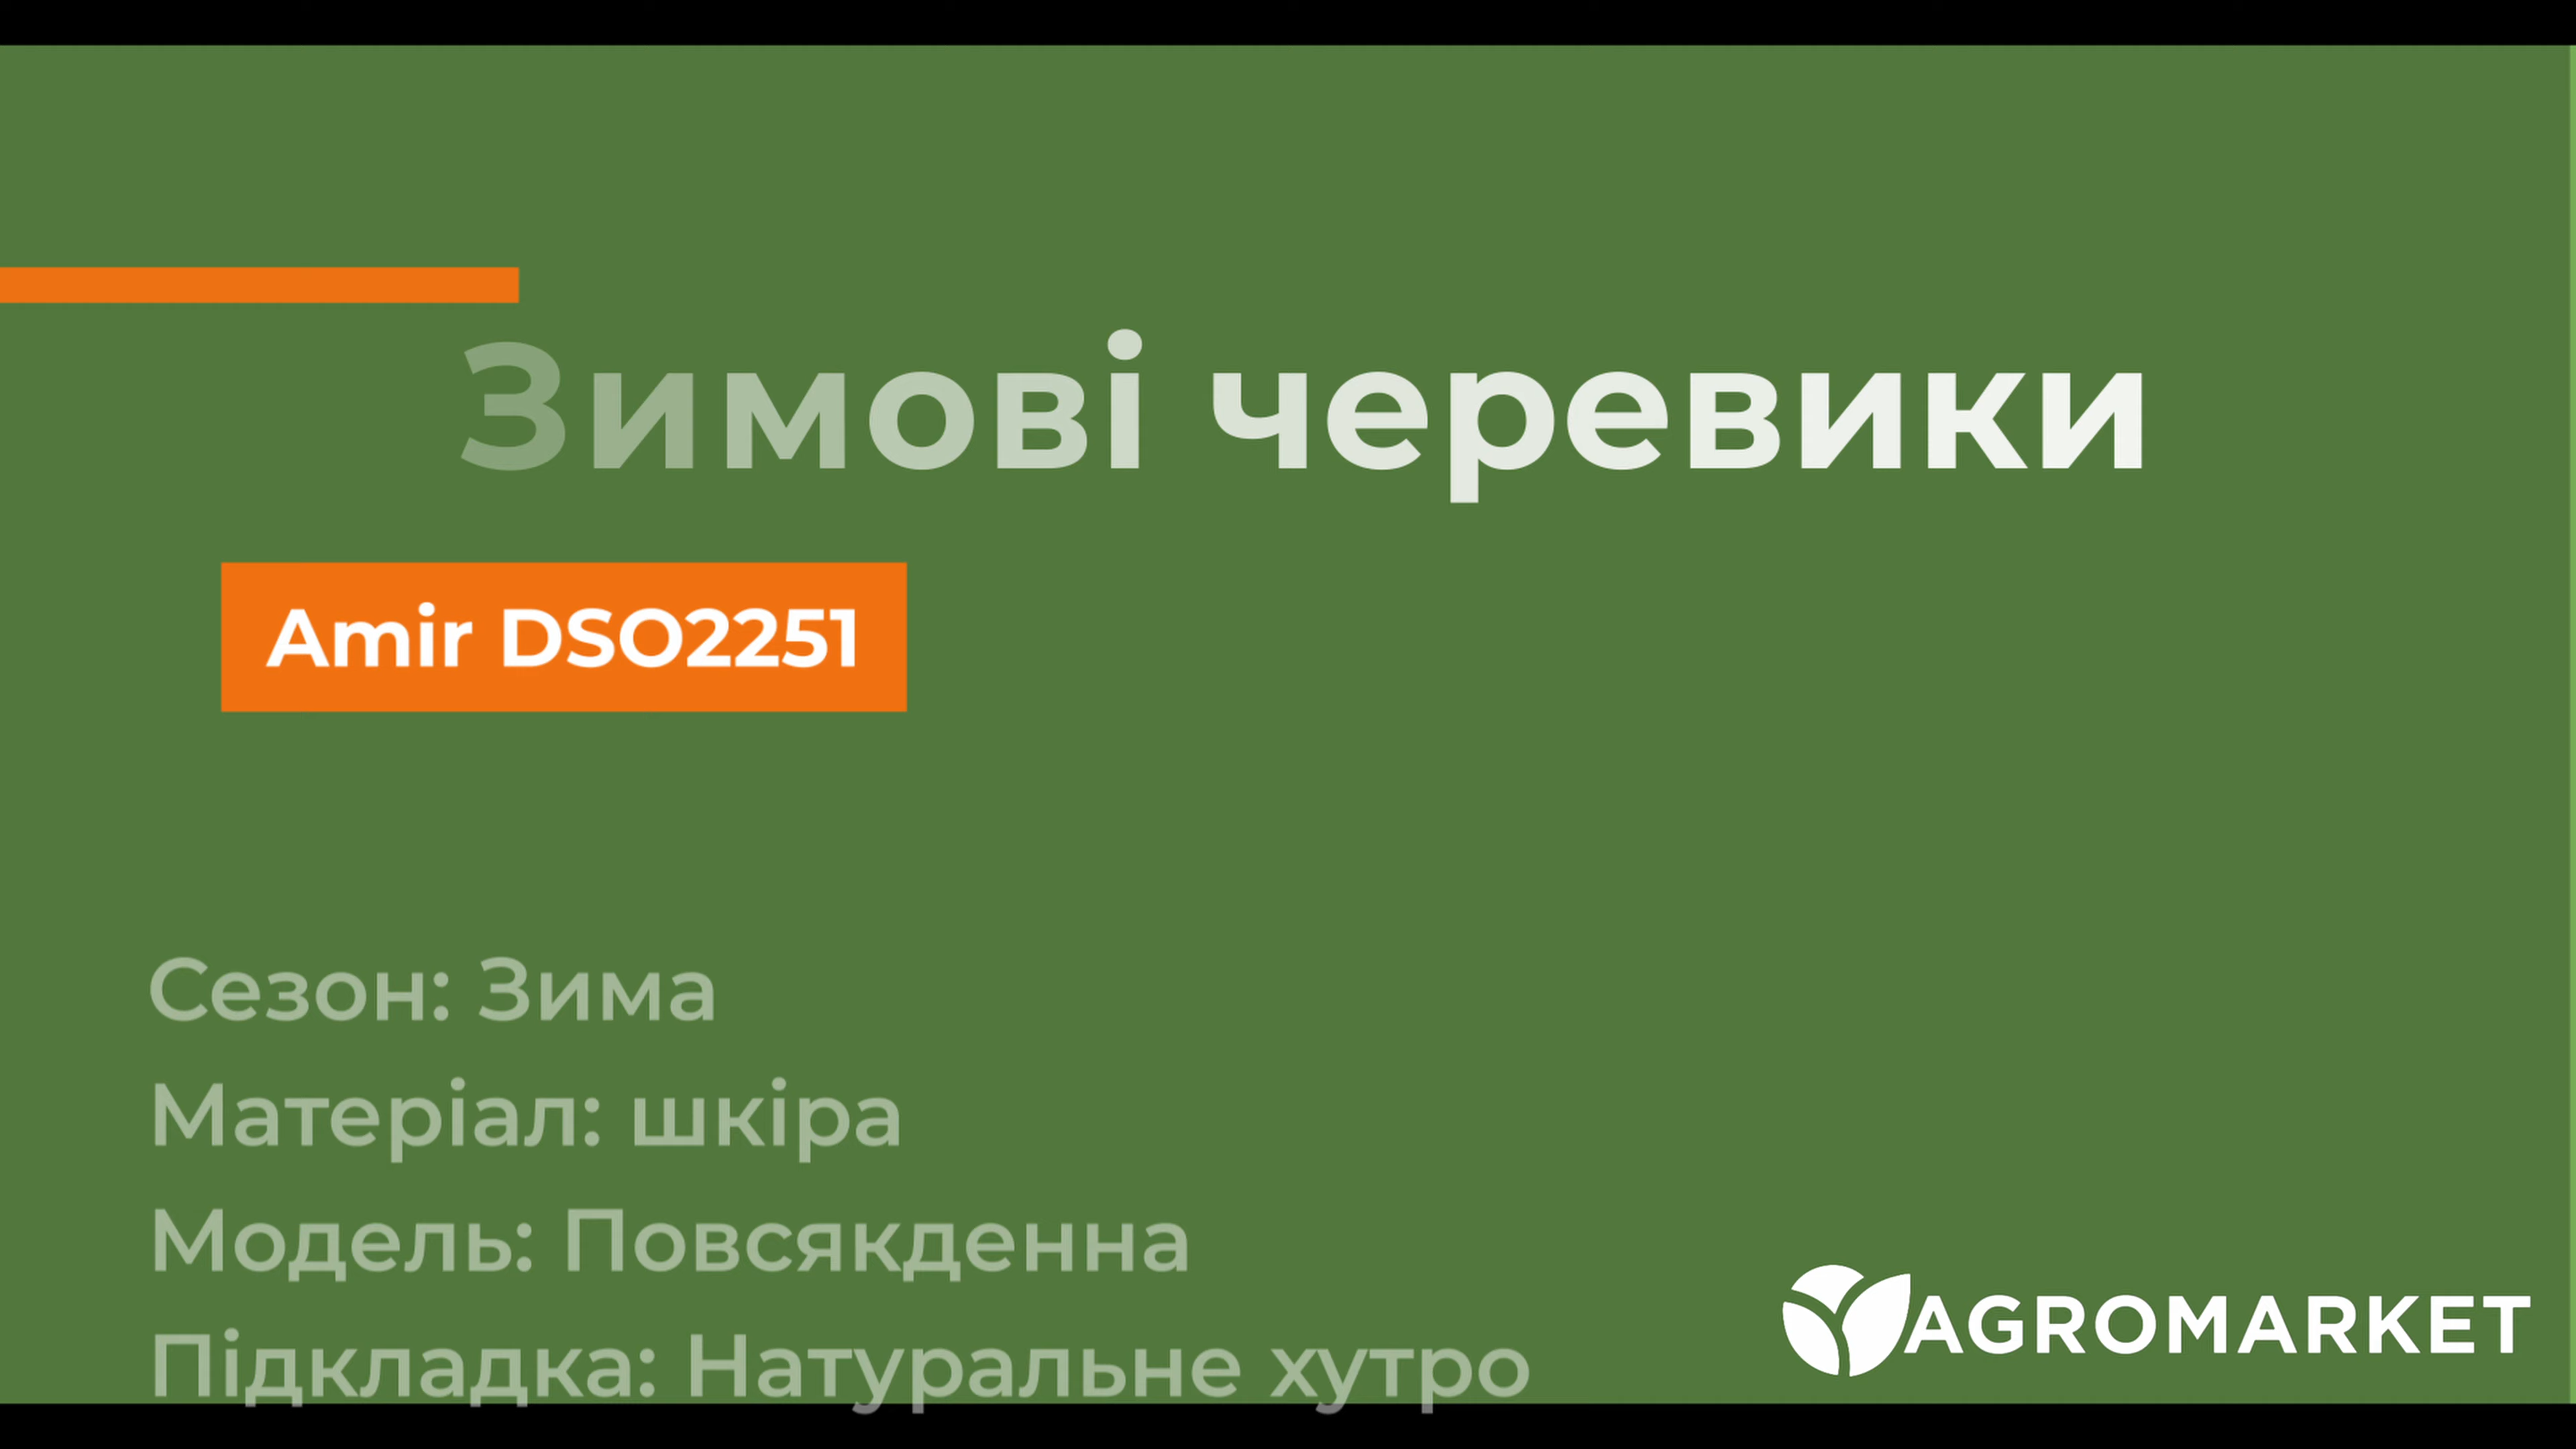 Зимові черевики
Amir DSO2251
Сезон: Зима
Матеріал: шкіра
Модель: Повсякденна
Підкладка: Натуральне хутро
AGROMARKET